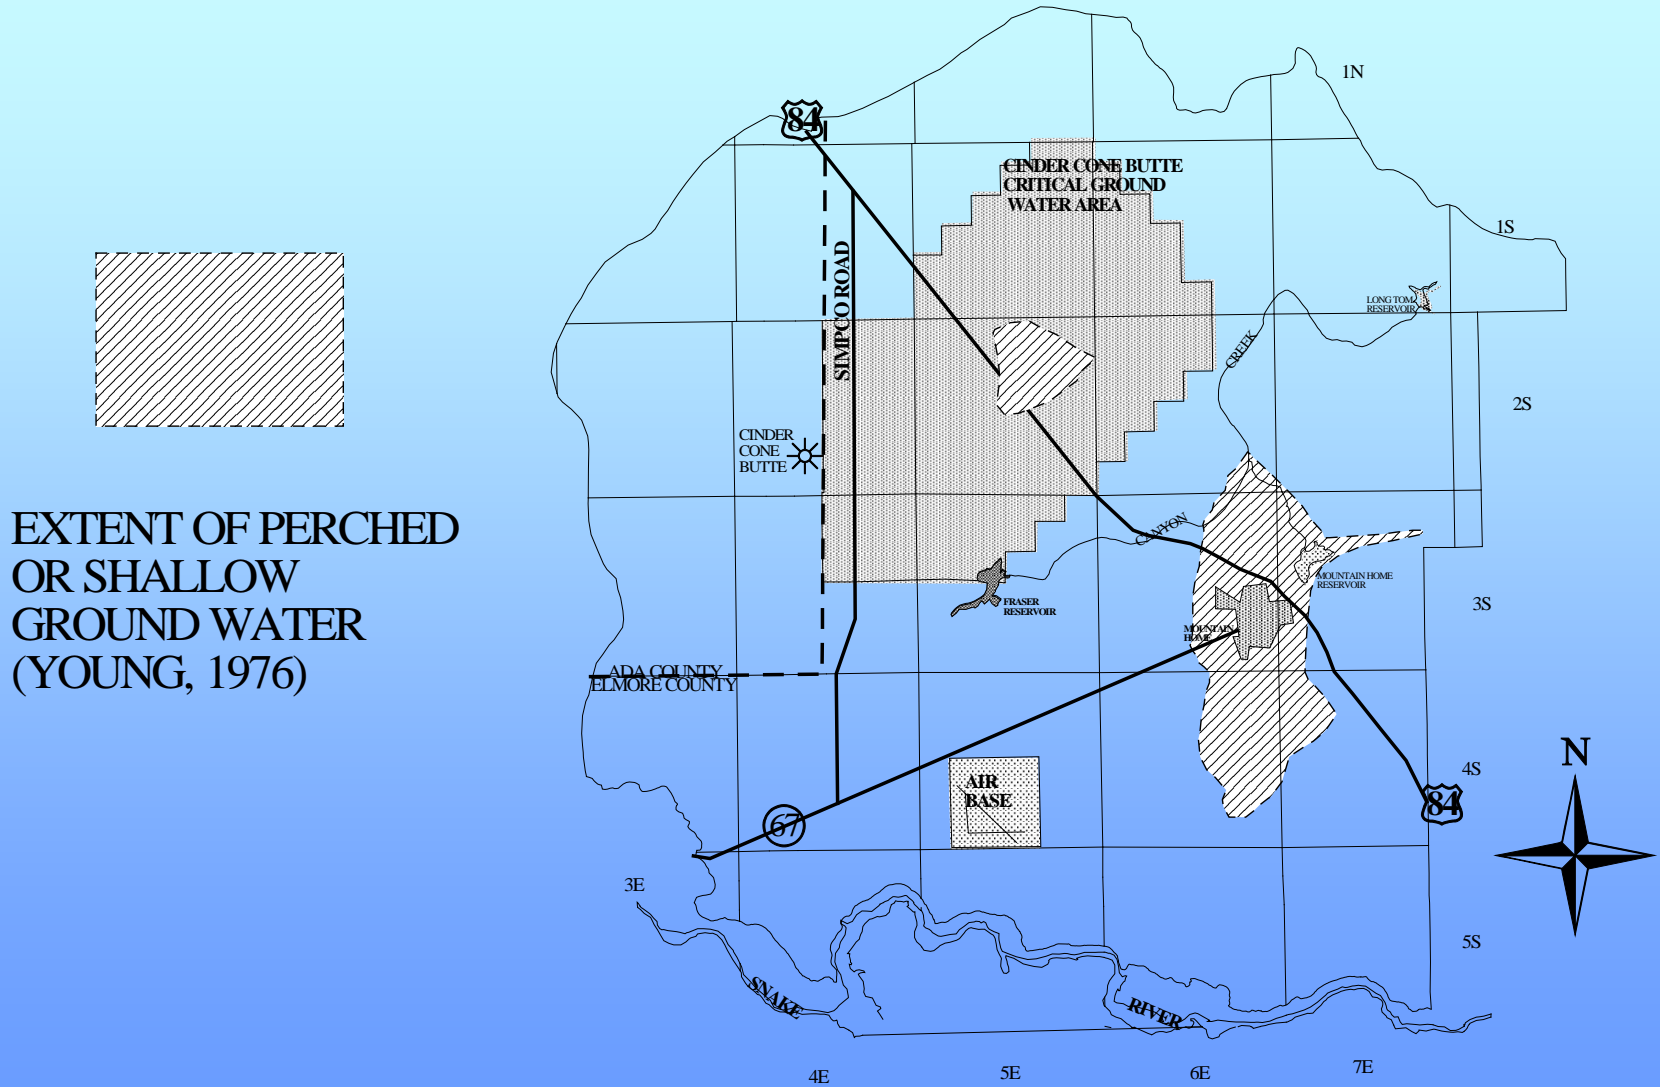 EXTENT OF PERCHED
OR SHALLOW
GROUND WATER
(YOUNG, 1976)
1N
84
CINDER CONE BUTTE
CRITICAL GROUND
WATER AREA
1S
SIMPCO ROAD
LONG TOM
RESERVOIR
CREEK
2S
CINDER
CONE
BUTTE
CANYON
MOUNTAIN HOME
RESERVOIR
FRASER
RESERVOIR
3S
MOUNTAIN
HOME
ADA COUNTY
ELMORE COUNTY
N
4S
AIR
BASE
84
67
3E
5S
SNAKE
RIVER
4E
5E
6E
7E